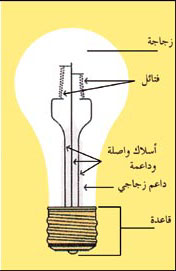 زجاجة
فتائل
أسلاك واصلة
وداعمة
داعم زجاجي
قاعدة